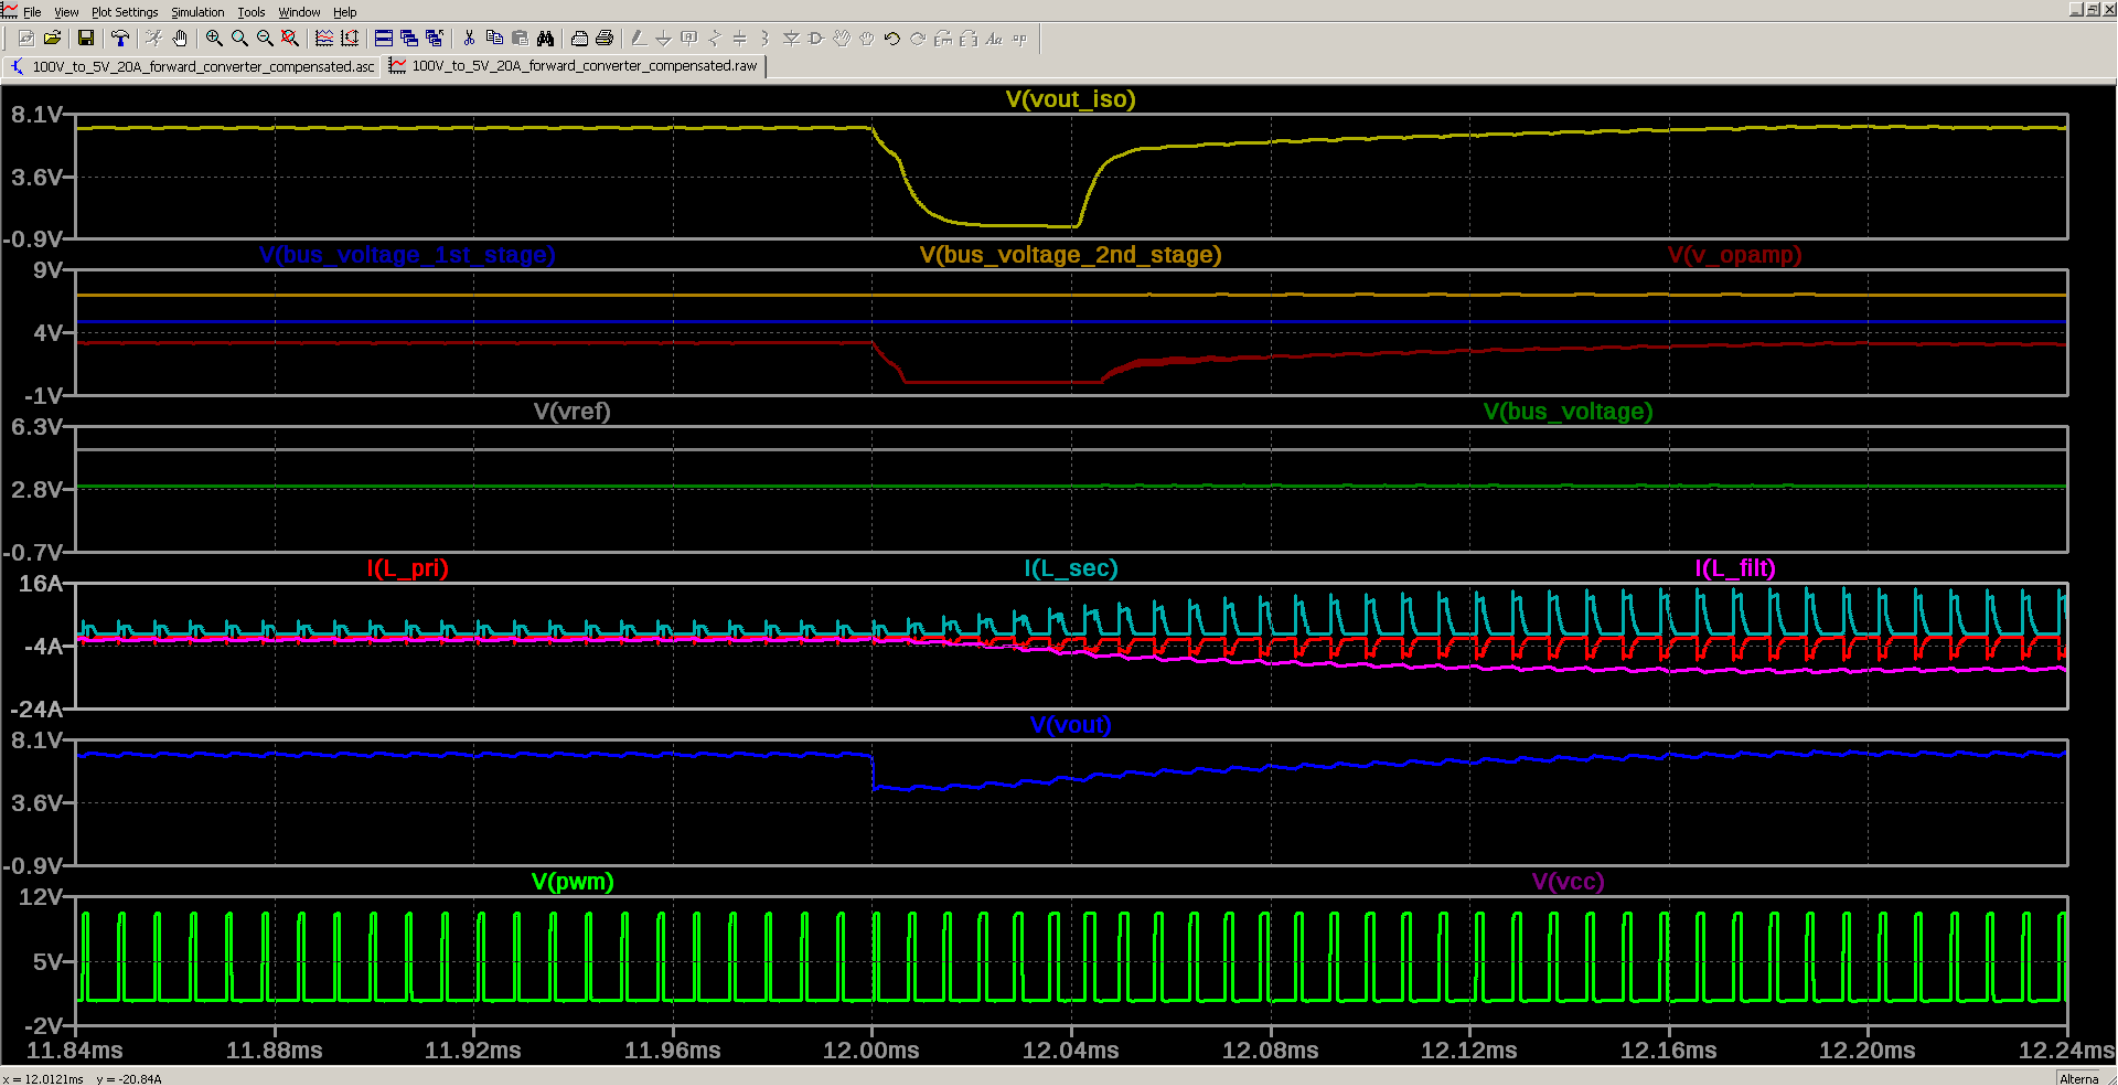 File View Plot Settings Simulation Tools Window Help
100V_to_5V_20A_forward_converter_compensated.asc 100V_to_5V_20A_forward_converter_compensated.raw
V(vout_iso)
8.1V
3.6V
-0.9V
V(bus_voltage_1st_stage) V(bus_voltage_2nd_stage) V(v_opamp)
9V
4V
-1V
V(vref) V(bus_voltage)
6.3V
2.8V
-0.7V
I(L_pri) I(L_sec) I(L_filt)
16A
-4A
-24A
V(vout)
8.1V
3.6V
-0.9V
V(pwm) V(vcc)
12V
5V
-2V
11.84ms 11.88ms 11.92ms 11.96ms 12.00ms 12.04ms 12.08ms 12.12ms 12.16ms 12.20ms 12.24ms
x = 12.0121ms y = -20.84A Alterna